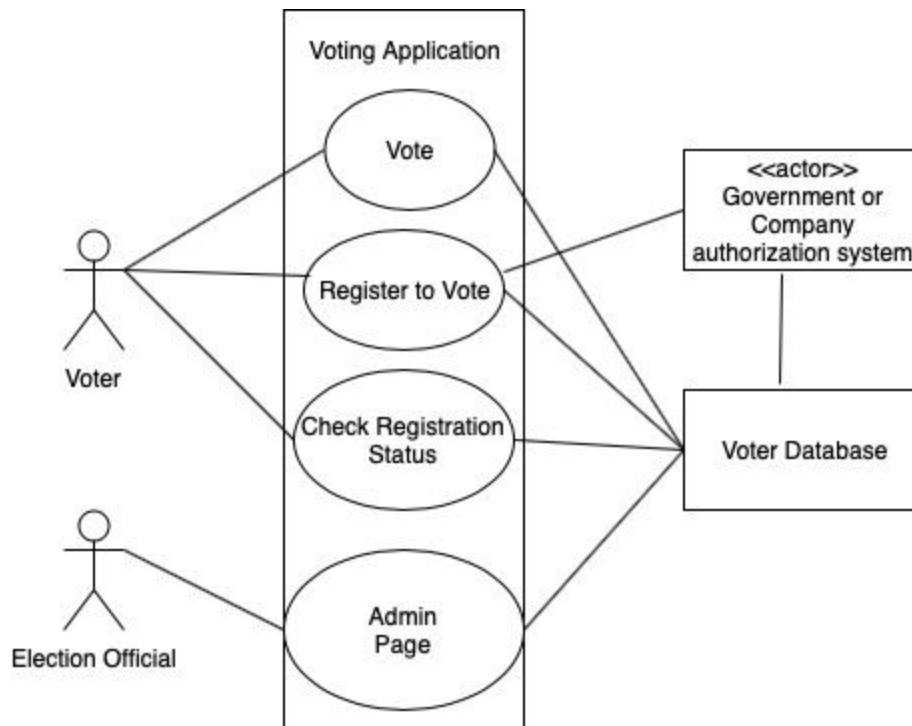 Voting Application
Vote
<<actor>>
Government or
Company
authorization system
Register to Vote
Voter
Check Registration
Status
Voter Database
Admin
Page
Election Official